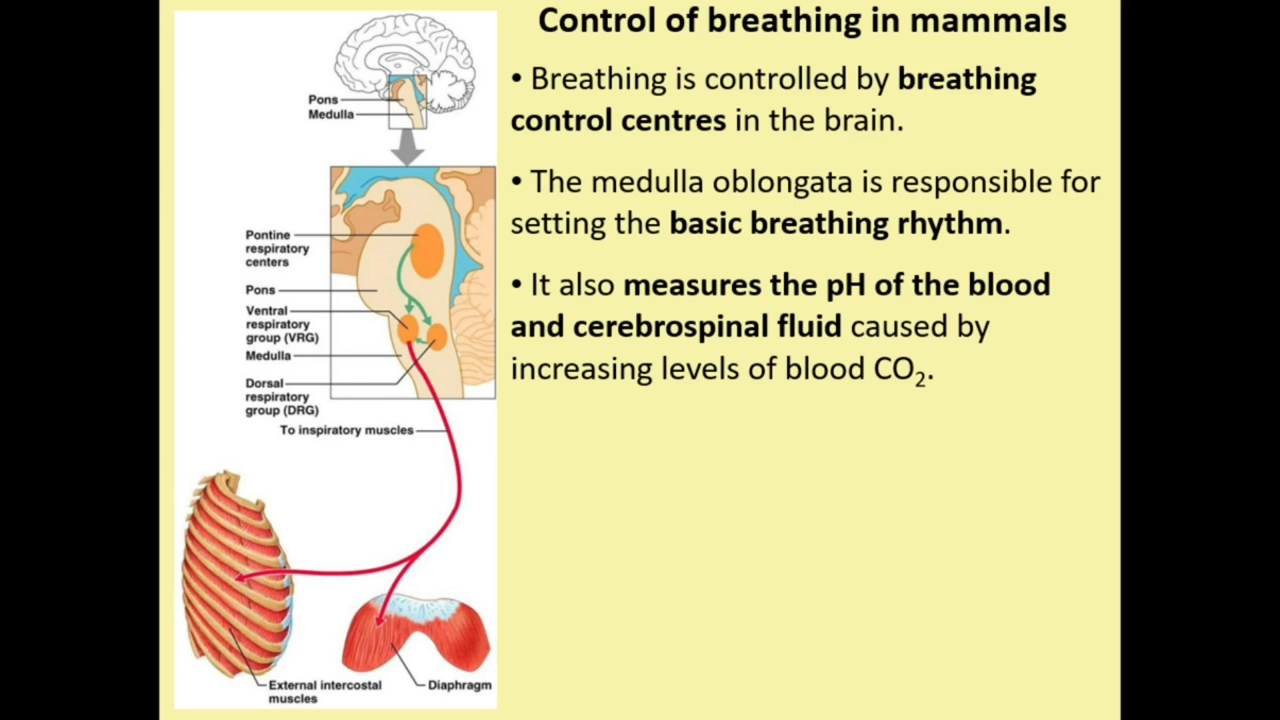 Control of breathing in mammals
• Breathing is controlled by breathing
control centres in the brain.
• The medulla oblongata is responsible for
setting the basic breathing rhythm.
• It also measures the pH of the blood
and cerebrospinal fluid caused by
increasing levels of blood CO₂.
Pons
Medulla
Pontine
respiratory
centers
Pons
Ventral
respiratory
group (VRG)
Medulla
Dorsal
respiratory
group (DRG)
To inspiratory muscles
External intercostal
muscles
Diaphragm